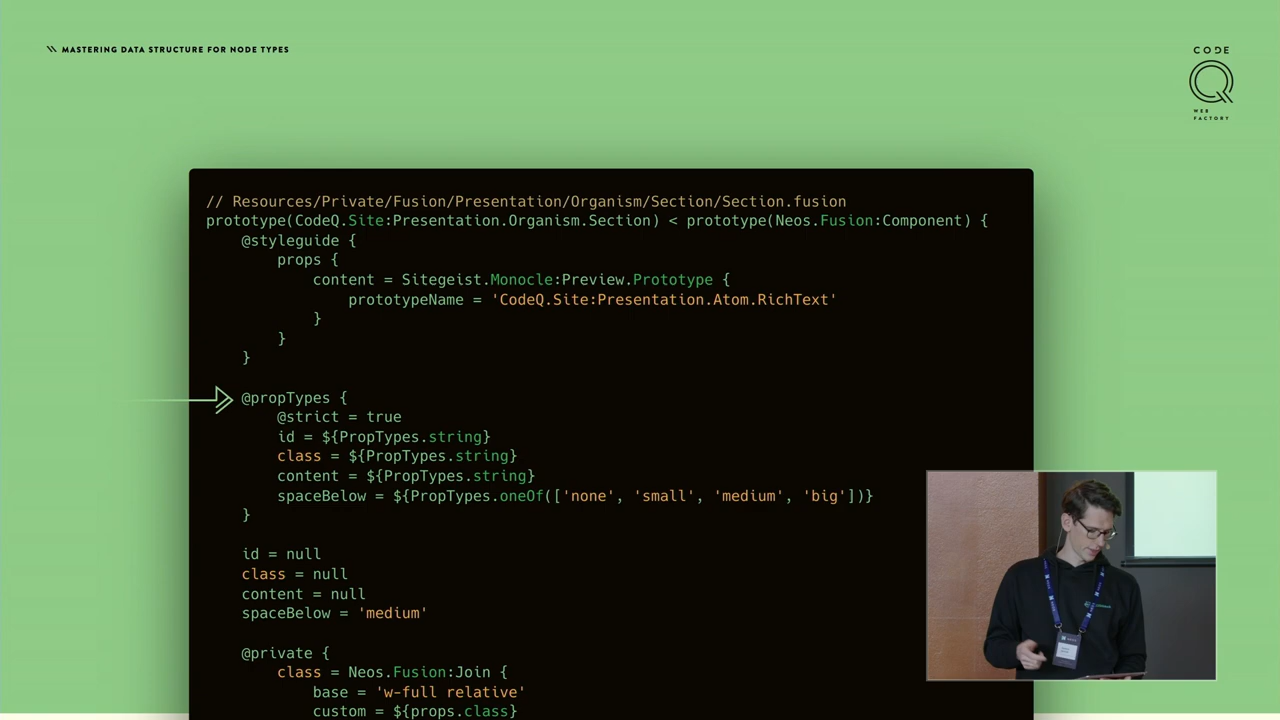 \\ MASTERING DATA STRUCTURE FOR NODE TYPES
CODE
Q
WEB
FACTORY
// Resources/Private/Fusion/Presentation/Organism/Section/Section.fusion
prototype(CodeQ.Site:Presentation.Organism.Section) < prototype(Neos.Fusion:Component) {
    @styleguide {
        props {
            content = Sitegeist.Monocle:Preview.Prototype {
                prototypeName = 'CodeQ.Site:Presentation.Atom.RichText'
            }
        }
    }
    @propTypes {
        @strict = true
        id = ${PropTypes.string}
        class = ${PropTypes.string}
        content = ${PropTypes.string}
        spaceBelow = ${PropTypes.oneOf(['none', 'small', 'medium', 'big'])}
    }
    id = null
    class = null
    content = null
    spaceBelow = 'medium'
    @private {
        class = Neos.Fusion:Join {
            base = 'w-full relative'
            custom = ${props.class}